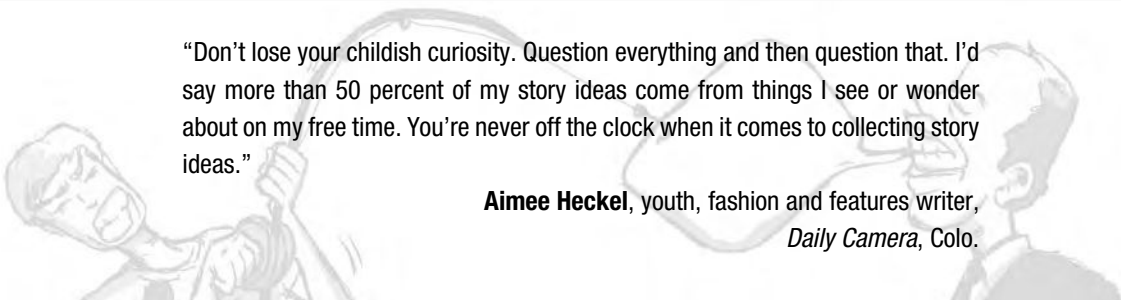 “Don’t lose your childish curiosity. Question everything and then question that. I’d
say more than 50 percent of my story ideas come from things I see or wonder
about on my free time. You’re never off the clock when it comes to collecting story
ideas.”
Aimee Heckel, youth, fashion and features writer,
Daily Camera, Colo.